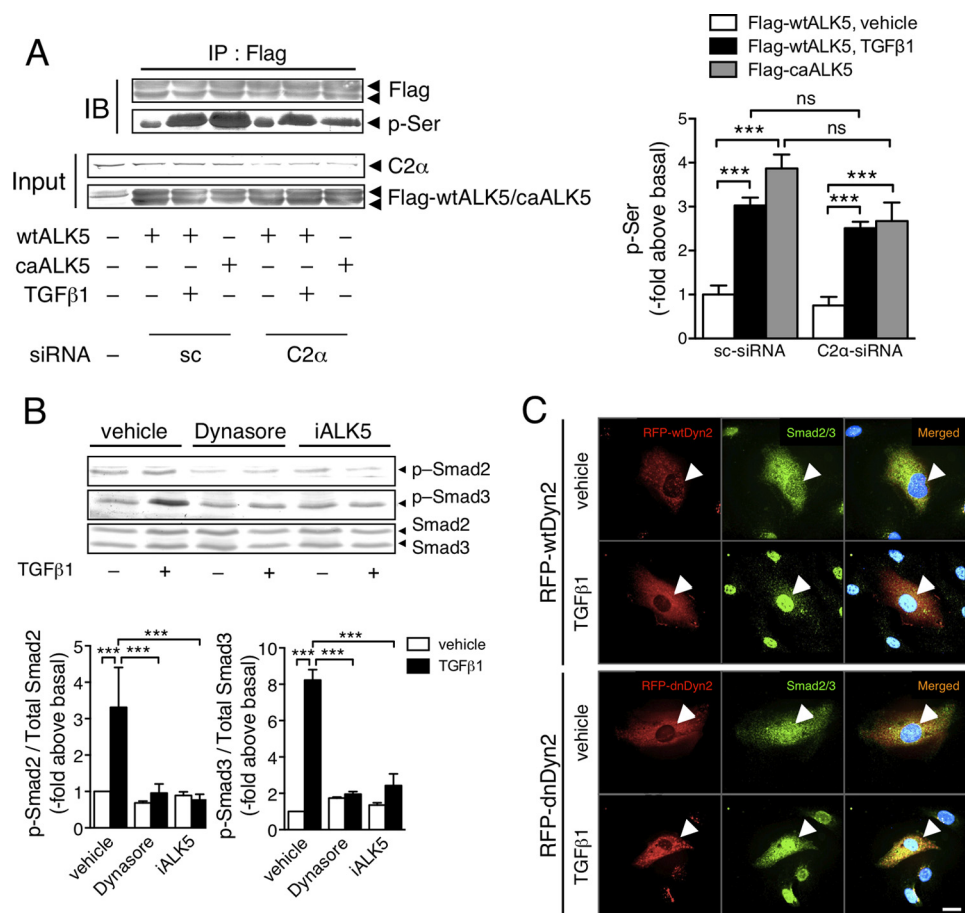 A
IP : Flag
IB
Flag
p-Ser
Input
C2α
Flag-wtALK5/caALK5
wtALK5 – + + – + + –
caALK5 – – – + – – +
TGFβ1 – – + – – + –
siRNA – sc C2α
Flag-wtALK5, vehicle
Flag-wtALK5, TGFβ1
Flag-caALK5
ns
*** ns
*** ***
***
p-Ser
(-fold above basal)
5
4
3
2
1
0
sc-siRNA C2α-siRNA
B
vehicle Dynasore iALK5
p–Smad2
p–Smad3
Smad2
Smad3
TGFβ1 – + – + – +
p-Smad2 / Total Smad2
(-fold above basal)
5
4
3
2
1
0
***
*** ***
vehicle Dynasore iALK5
p-Smad3 / Total Smad3
(-fold above basal)
10
8
6
4
2
0
***
*** ***
vehicle Dynasore iALK5
vehicle
TGFβ1
C
RFP-wtDyn2
vehicle
RFP-wtDyn2 Smad2/3 Merged
TGFβ1
RFP-dnDyn2
vehicle
RFP-dnDyn2 Smad2/3 Merged
TGFβ1